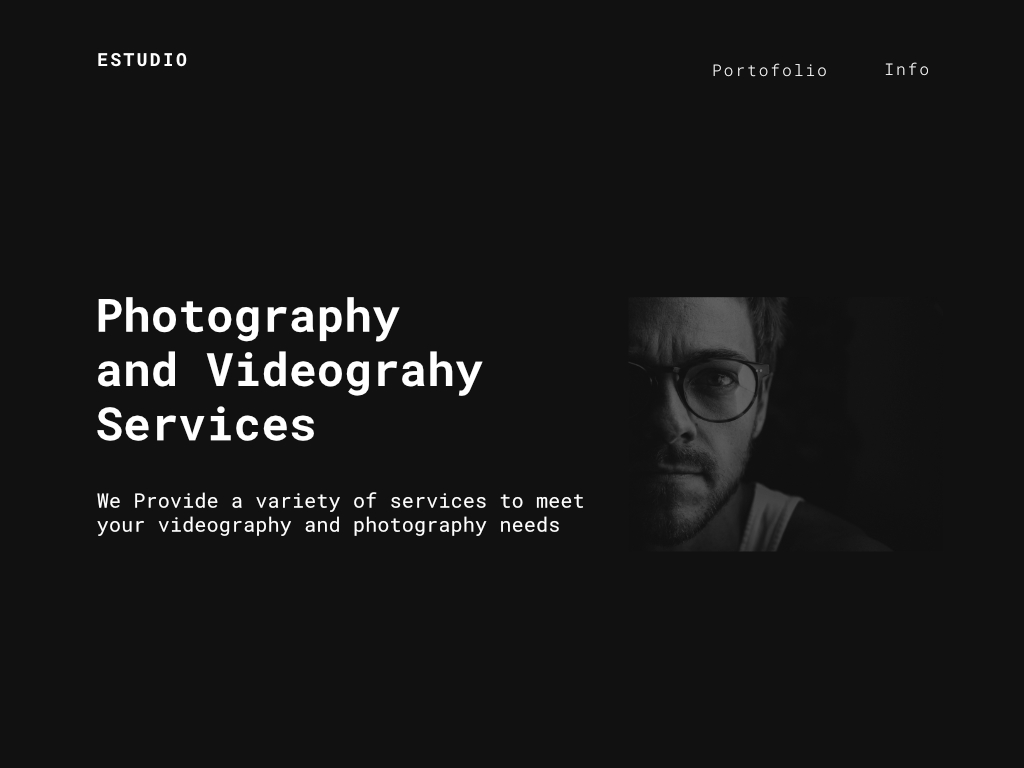 ESTUDIO
Portofolio
Info
Photography
and Videograhy
Services
We Provide a variety of services to meet
your videography and photography needs